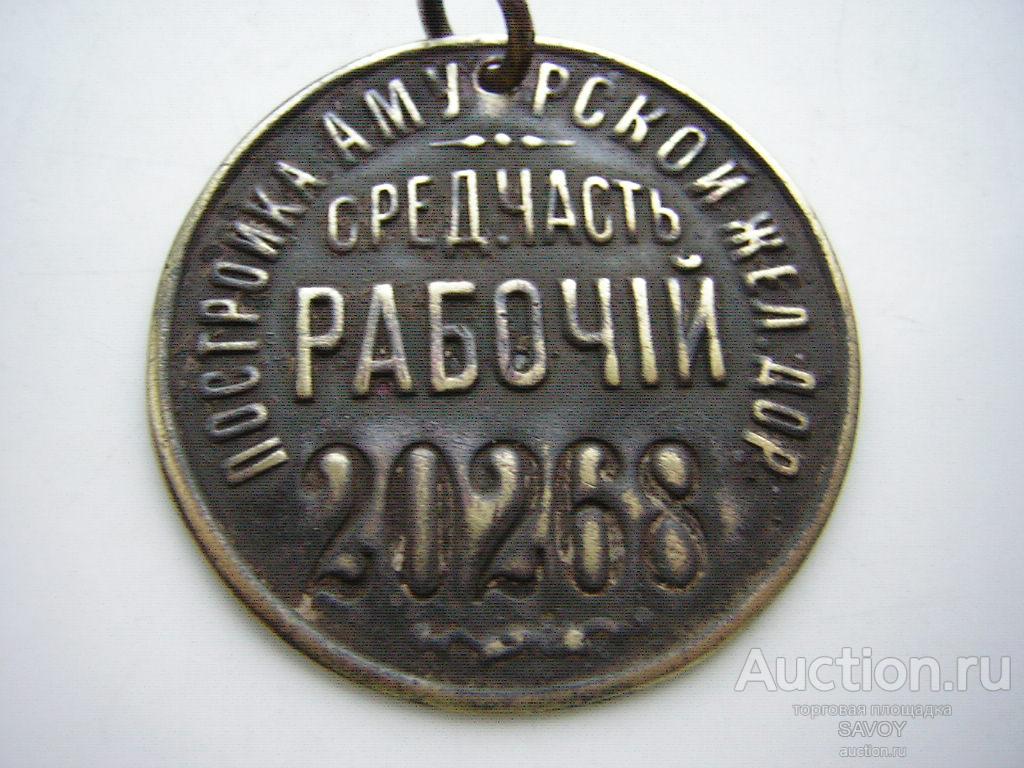 ПОСТРОЙКА АМУРСКОЙ ЖЕЛ. ДОР
СРЕД. ЧАСТЬ,
РАБОЧІЙ
20268
Auction.ru
торговая площадка
SAVOY
auction.ru